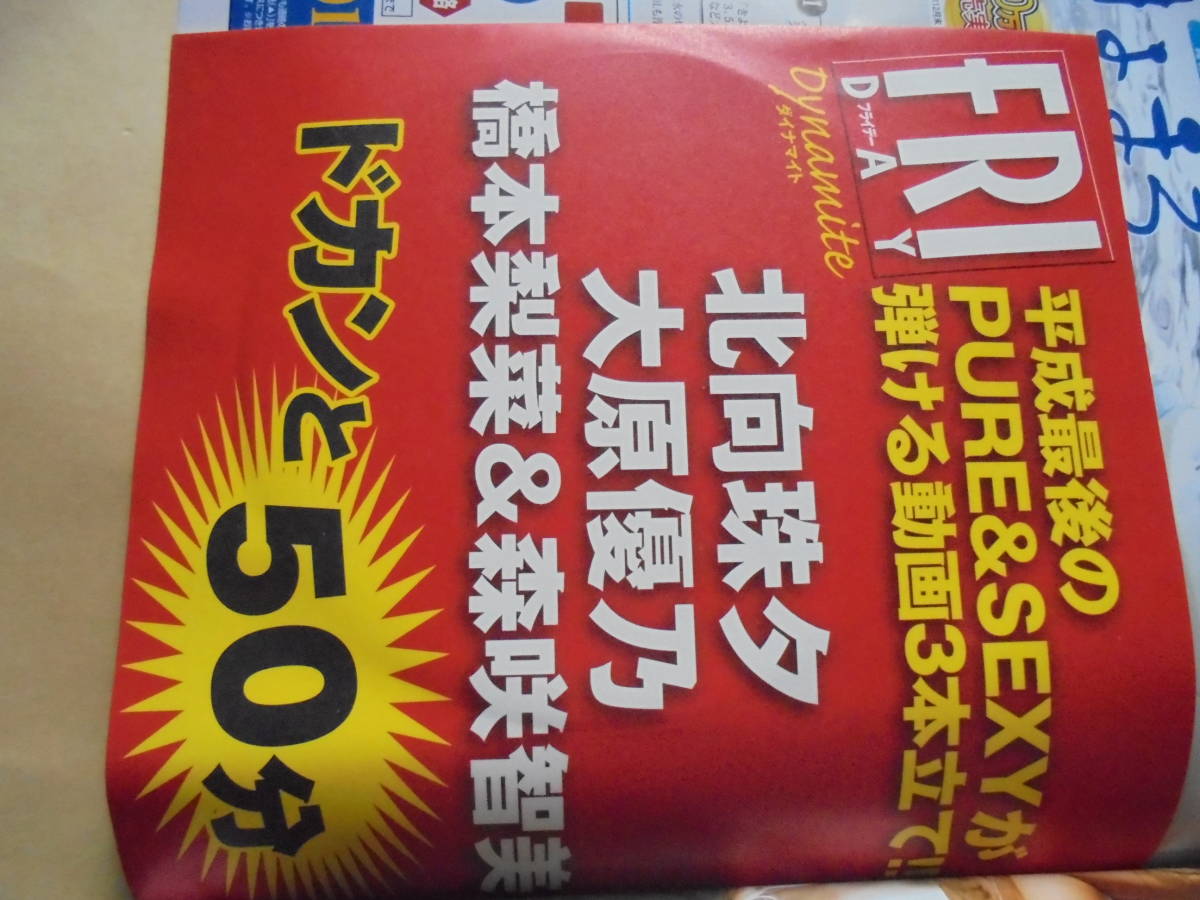 FRI
DAY
フライデー
Dynamite
ダイナマイト
平成最後の
PURE&SEXYが
弾ける動画3本立て!!
北向珠夕
大原優乃
橋本梨菜&森咲智美
ドカンと
50分